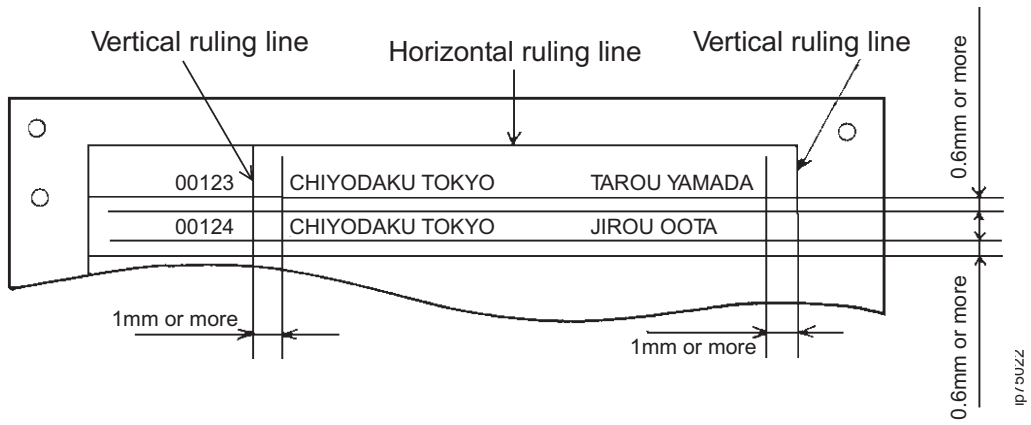 Vertical ruling line
Horizontal ruling line
Vertical ruling line
0.6mm or more
00123 CHIYODAKU TOKYO TAROU YAMADA
00124 CHIYODAKU TOKYO JIROU OOTA
1mm or more
1mm or more
0.6mm or more
ip75022